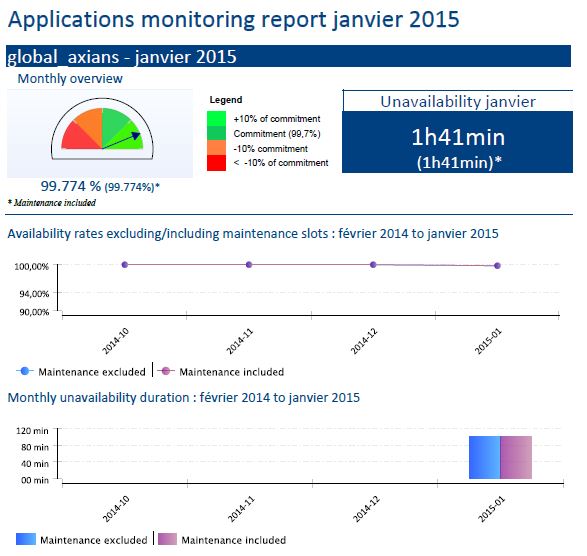 Applications monitoring report janvier 2015
global_axians - janvier 2015
Monthly overview
Legend
+10% of commitment
Commitment (99,7%)
-10% commitment
< -10% of commitment
Unavailability janvier
1h41min
(1h41min)*
99.774 % (99.774%)*
* Maintenance included
Availability rates excluding/including maintenance slots : février 2014 to janvier 2015
100,00%
94,00%
90,00%
2014-10
2014-11
2014-12
2015-01
Maintenance excluded
Maintenance included
Monthly unavailability duration : février 2014 to janvier 2015
120 min
80 min
40 min
00 min
2014-10
2014-11
2014-12
2015-01
Maintenance excluded
Maintenance included